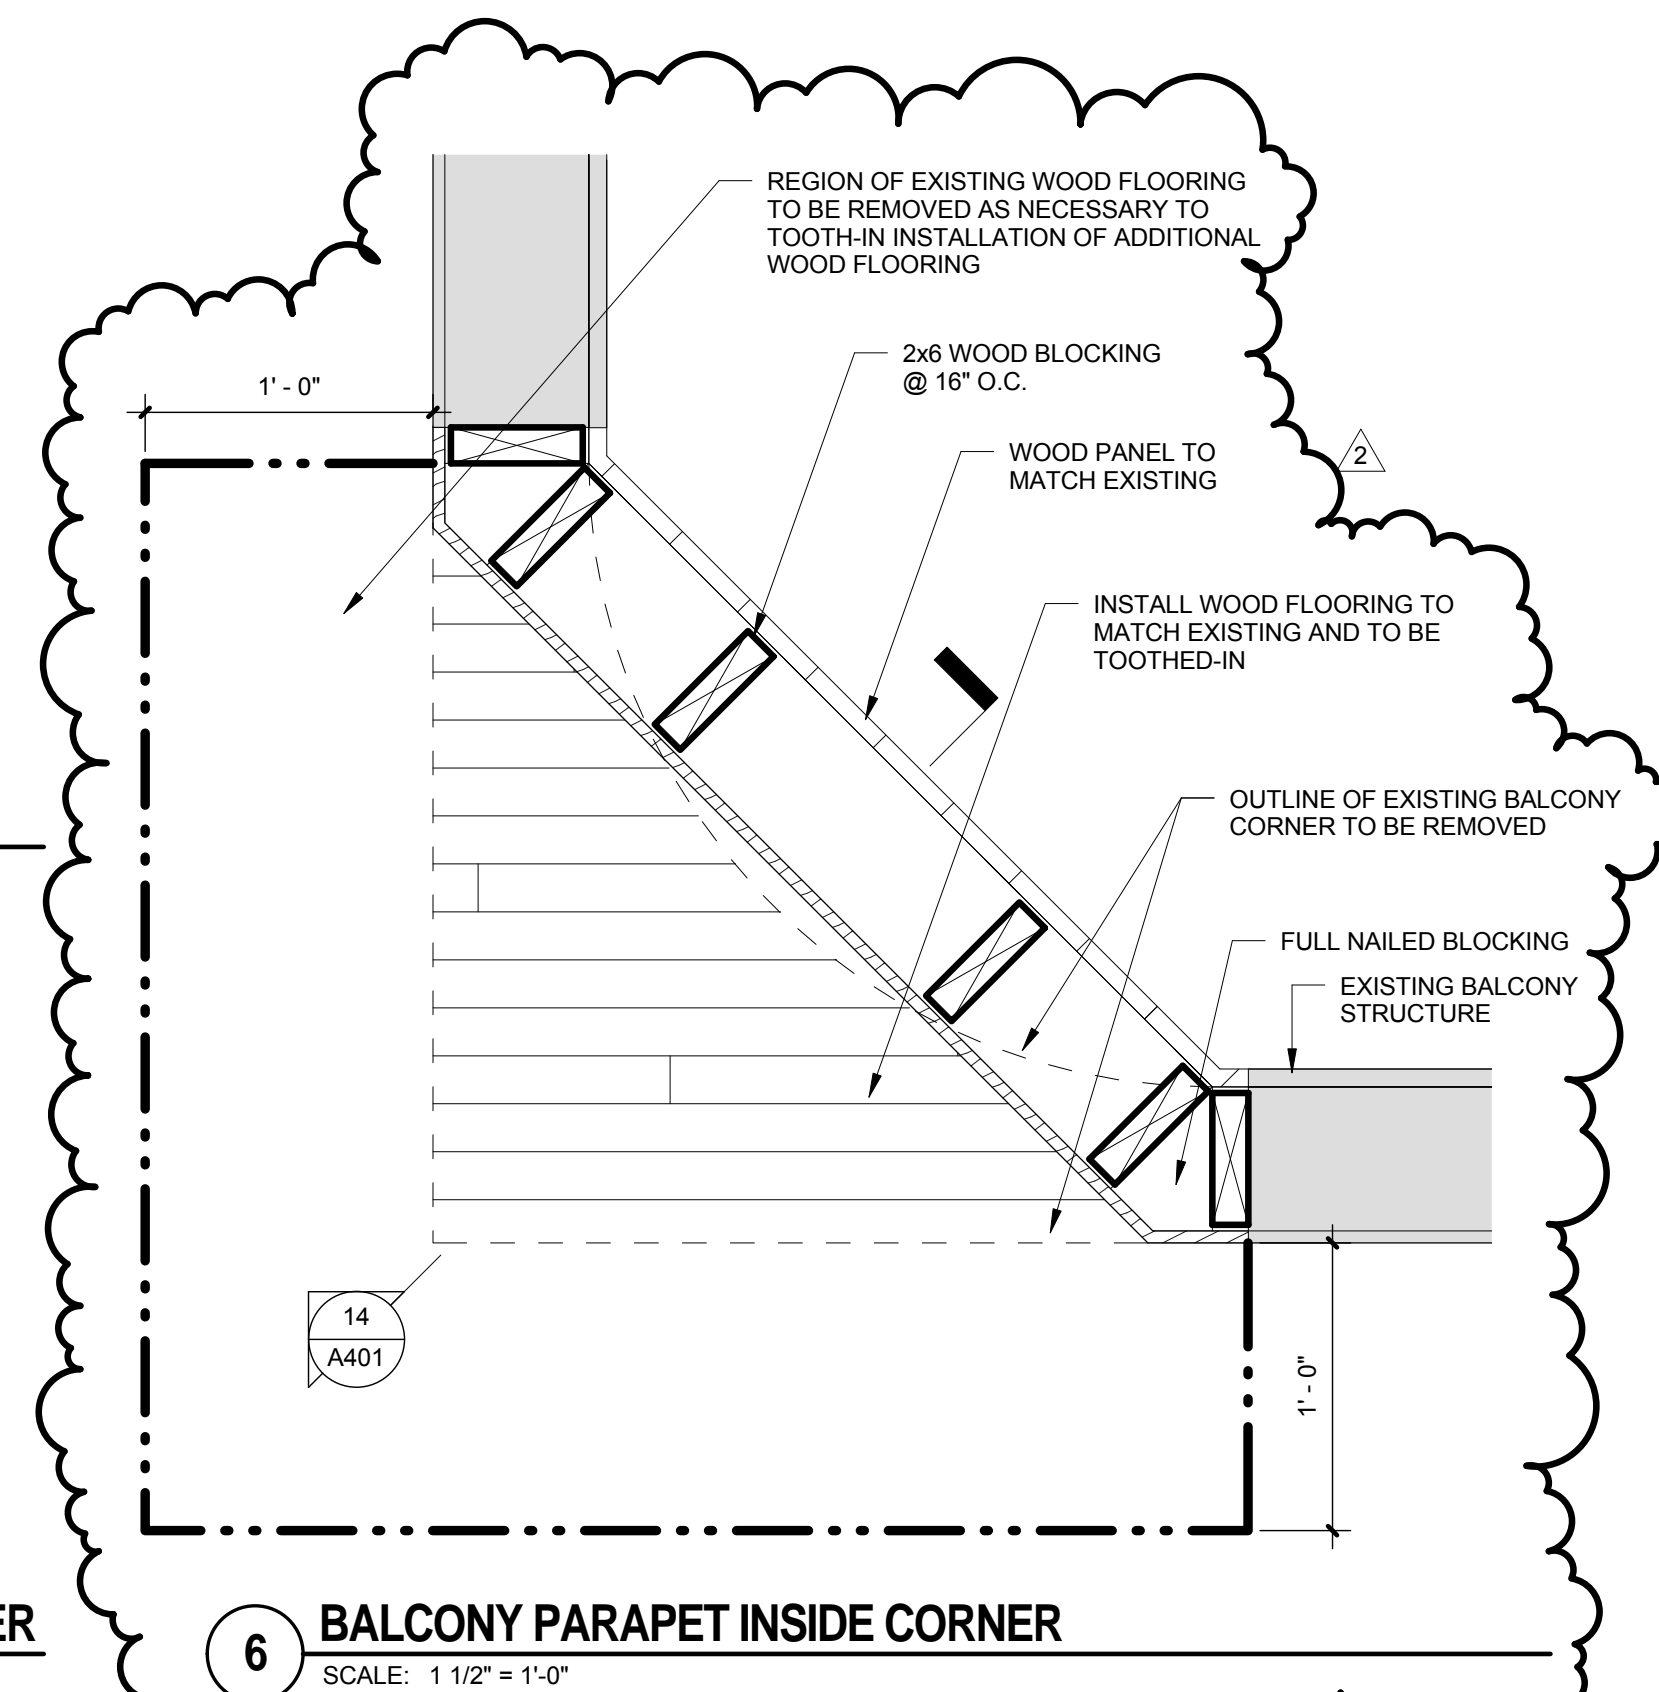 REGION OF EXISTING WOOD FLOORING
TO BE REMOVED AS NECESSARY TO
TOOTH-IN INSTALLATION OF ADDITIONAL
WOOD FLOORING
2x6 WOOD BLOCKING
@ 16" O.C.
1' - 0"
WOOD PANEL TO
MATCH EXISTING
2
INSTALL WOOD FLOORING TO
MATCH EXISTING AND TO BE
TOOTHED-IN
OUTLINE OF EXISTING BALCONY
CORNER TO BE REMOVED
FULL NAILED BLOCKING
EXISTING BALCONY
STRUCTURE
14
A401
1' - 0"
ER
6
BALCONY PARAPET INSIDE CORNER
SCALE: 1 1/2" = 1'-0"